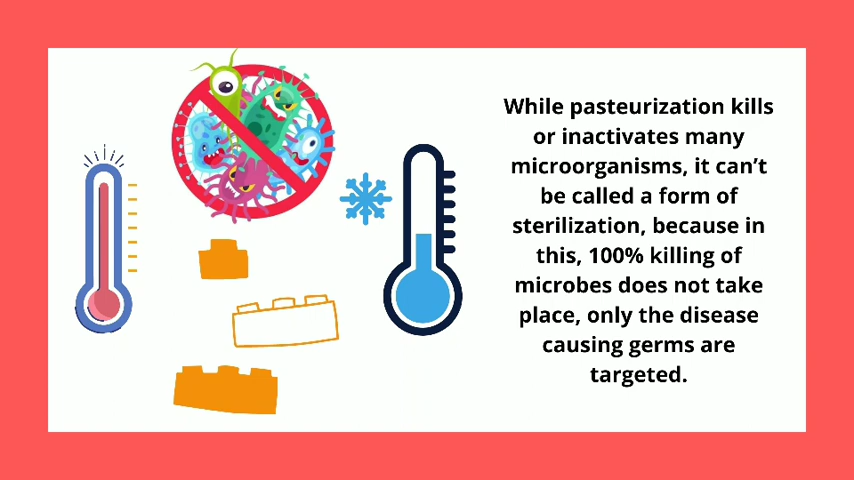 While pasteurization kills
or inactivates many
microorganisms, it can’t
be called a form of
sterilization, because in
this, 100% killing of
microbes does not take
place, only the disease
causing germs are
targeted.